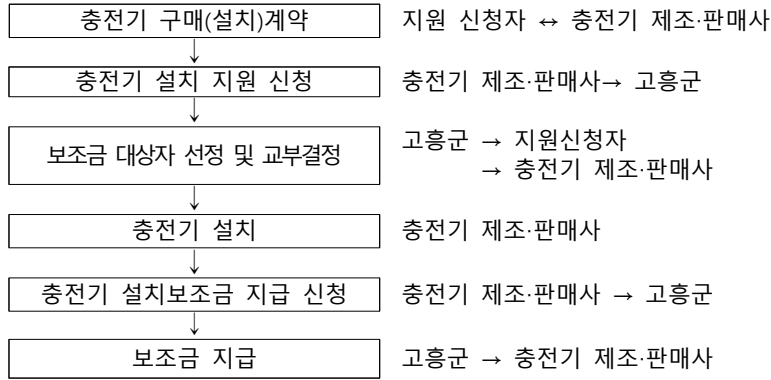 충전기 구매(설치)계약 지원 신청자 ↔ 충전기 제조·판매사
↓
충전기 설치 지원 신청 충전기 제조·판매사→ 고흥군
↓
보조금 대상자 선정 및 교부결정 고흥군 → 지원신청자
→ 충전기 제조·판매사
↓
충전기 설치 충전기 제조·판매사
↓
충전기 설치보조금 지급 신청 충전기 제조·판매사 → 고흥군
↓
보조금 지급 고흥군 → 충전기 제조·판매사